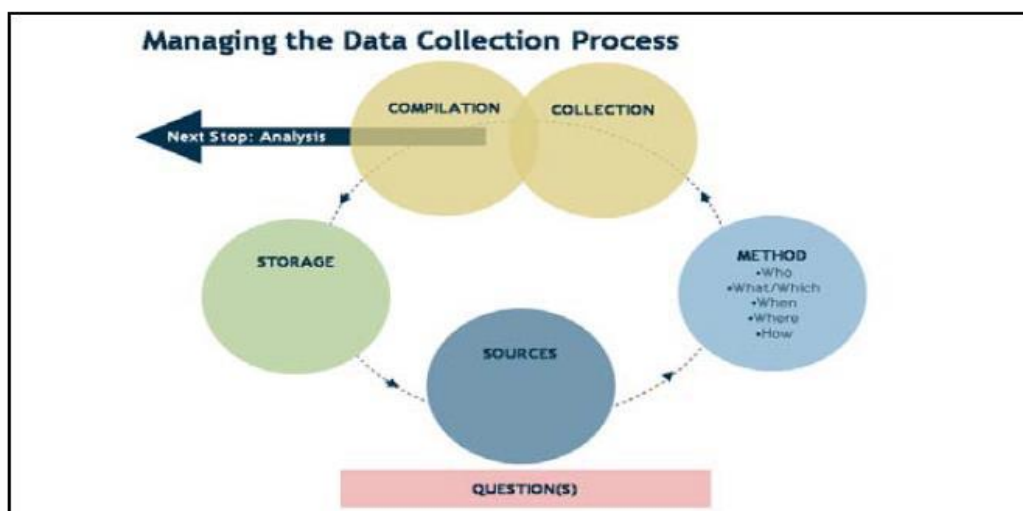 Managing the Data Collection Process
COMPILATION
COLLECTION
Next Stop: Analysis
STORAGE
METHOD
•Who
•What/Which
•When
•Where
•How
SOURCES
QUESTION(S)